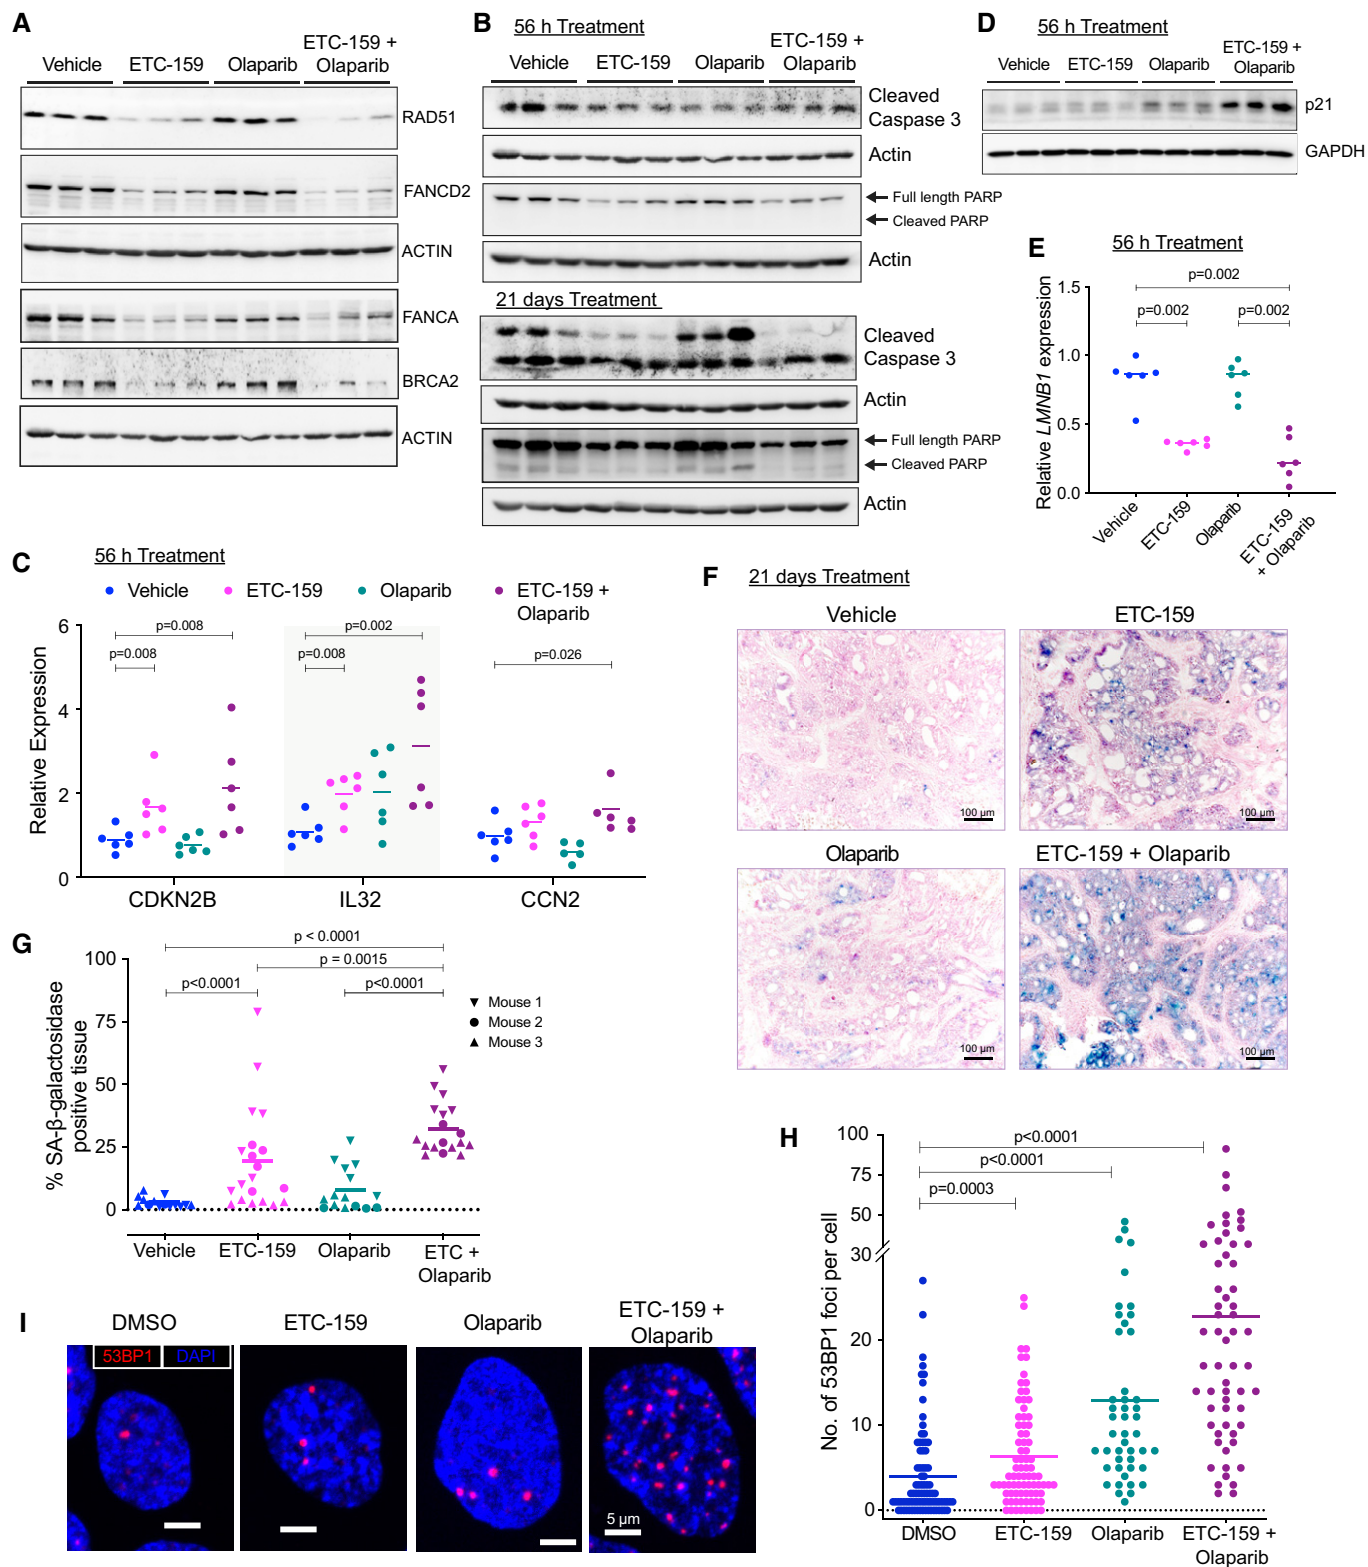 A
Vehicle
ETC-159
Olaparib
ETC-159 +
Olaparib
RAD51
FANCD2
ACTIN
FANCA
BRCA2
ACTIN
B
56 h Treatment
Vehicle
ETC-159
Olaparib
ETC-159 +
Olaparib
Cleaved
Caspase 3
Actin
Full length PARP
Cleaved PARP
Actin
21 days Treatment
Cleaved
Caspase 3
Actin
Full length PARP
Cleaved PARP
Actin
D
56 h Treatment
Vehicle
ETC-159
Olaparib
ETC-159 +
Olaparib
p21
GAPDH
E
56 h Treatment
p=0.002
p=0.002
p=0.002
1.5
1.0
0.5
0.0
Relative LMNB1 expression
Vehicle
ETC-159
Olaparib
ETC-159
+ Olaparib
C
56 h Treatment
Vehicle
ETC-159
Olaparib
ETC-159 +
Olaparib
6
4
2
0
Relative Expression
p=0.008
p=0.008
p=0.002
p=0.008
p=0.026
CDKN2B
IL32
CCN2
F
21 days Treatment
Vehicle
ETC-159
100 µm
100 µm
Olaparib
ETC-159 + Olaparib
100 µm
100 µm
G
p < 0.0001
p = 0.0015
p<0.0001
p<0.0001
100
75
50
25
0
% SA-β-galactosidase
positive tissue
Mouse 1
Mouse 2
Mouse 3
Vehicle
ETC-159
Olaparib
ETC +
Olaparib
H
p<0.0001
p<0.0001
p=0.0003
100
75
50
30
20
10
0
No. of 53BP1 foci per cell
DMSO
ETC-159
Olaparib
ETC-159 +
Olaparib
I
DMSO
ETC-159
Olaparib
ETC-159 +
Olaparib
53BP1
DAPI
5 µm